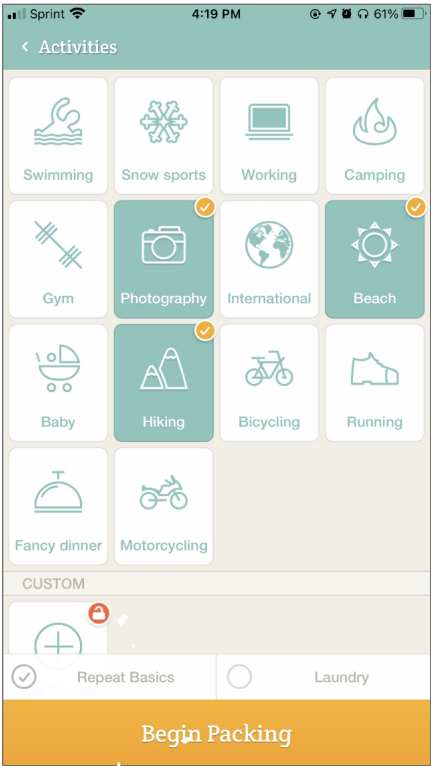 Sprint 4:19 PM 61%
Activities
Swimming Snow sports Working Camping
Gym Photography International Beach
Baby Hiking Bicycling Running
Fancy dinner Motorcycling
CUSTOM
Repeat Basics Laundry
Begin Packing